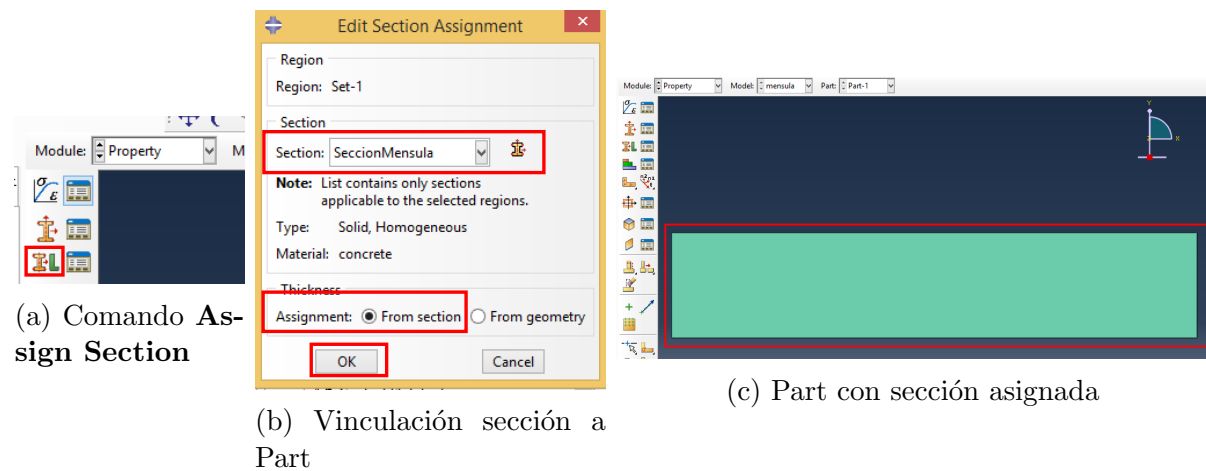 Module: Property M
σ
ε
(a) Comando As-
sign Section
Edit Section Assignment
Region
Region: Set-1
Section
Section: SeccionMensula
Note: List contains only sections
applicable to the selected regions.
Type: Solid, Homogeneous
Material: concrete
Thickness
Assignment: From section From geometry
OK Cancel
(b) Vinculación sección a
Part
Module: Property Model: mensula Part: Part-1
Y
X
(c) Part con sección asignada